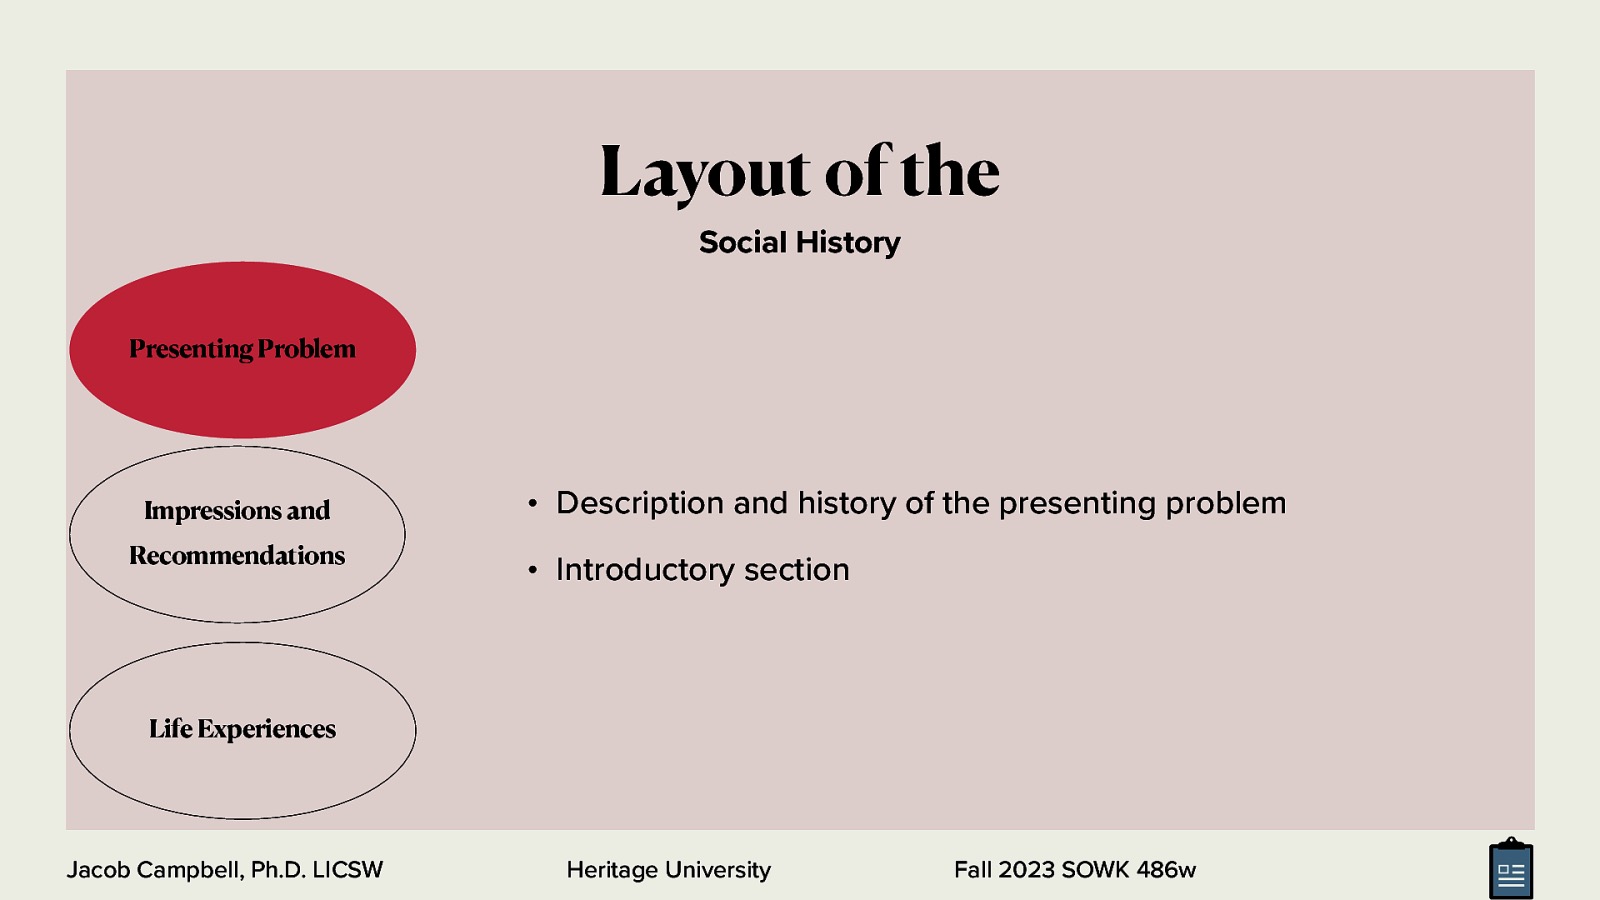 Layout of the
Social History
Presenting Problem
Impressions and
Recommendations
Life Experiences
• Description and history of the presenting problem
• Introductory section
Jacob Campbell, Ph.D. LICSW
Heritage University
Fall 2023 SOWK 486w